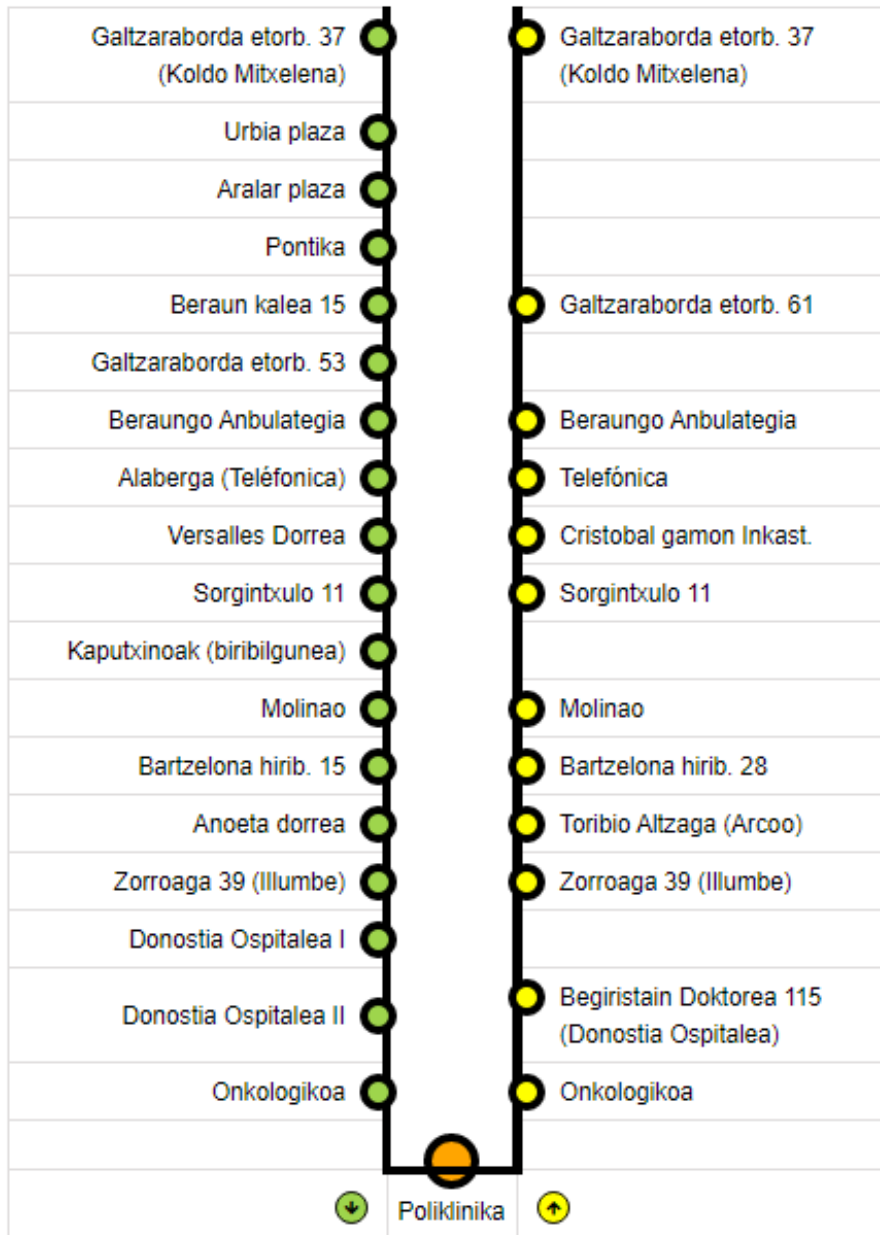 Galtzaraborda etorb. 37
(Koldo Mitxelena)
Galtzaraborda etorb. 37
(Koldo Mitxelena)
Urbia plaza
Aralar plaza
Pontika
Beraun kalea 15
Galtzaraborda etorb. 61
Galtzaraborda etorb. 53
Beraungo Anbulategia
Beraungo Anbulategia
Alaberga (Teléfonica)
Telefónica
Versalles Dorrea
Cristobal gamon Inkast.
Sorgintxulo 11
Sorgintxulo 11
Kaputxinoak (biribilgunea)
Molinao
Molinao
Bartzelona hirib. 15
Bartzelona hirib. 28
Anoeta dorrea
Toribio Altzaga (Arcoo)
Zorroaga 39 (Illumbe)
Zorroaga 39 (Illumbe)
Donostia Ospitalea I
Donostia Ospitalea II
Begiristain Doktorea 115
(Donostia Ospitalea)
Onkologikoa
Onkologikoa
Poliklinika